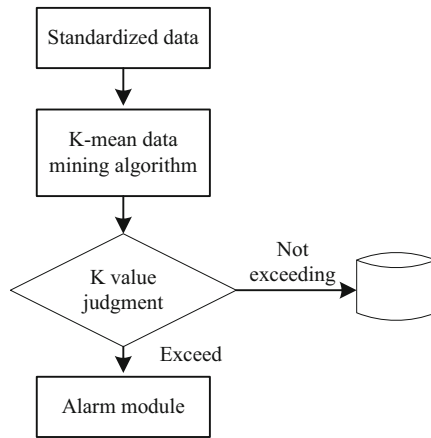 Standardized data
K-mean data
mining algorithm
K value
judgment
Not
exceeding
Exceed
Alarm module